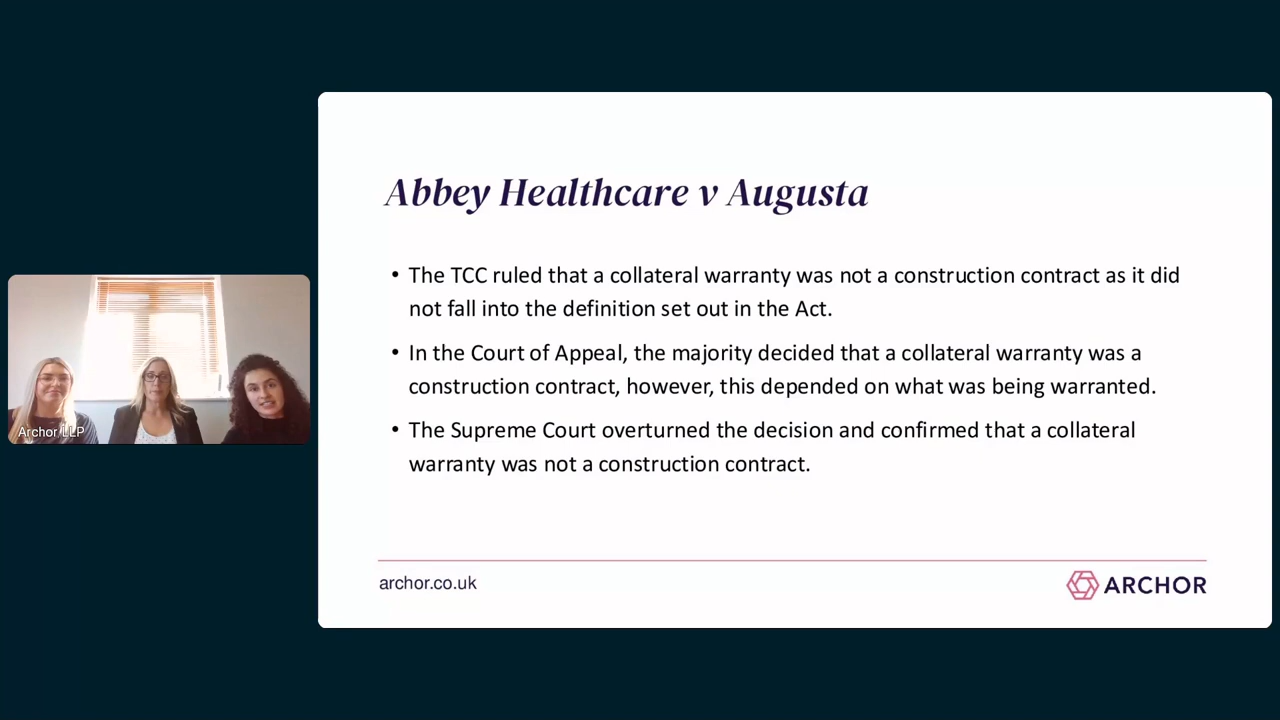 Abbey Healthcare v Augusta
• The TCC ruled that a collateral warranty was not a construction contract as it did
not fall into the definition set out in the Act.
• In the Court of Appeal, the majority decided that a collateral warranty was a
construction contract, however, this depended on what was being warranted.
• The Supreme Court overturned the decision and confirmed that a collateral
warranty was not a construction contract.
Archor LLP
archor.co.uk
ARCHOR